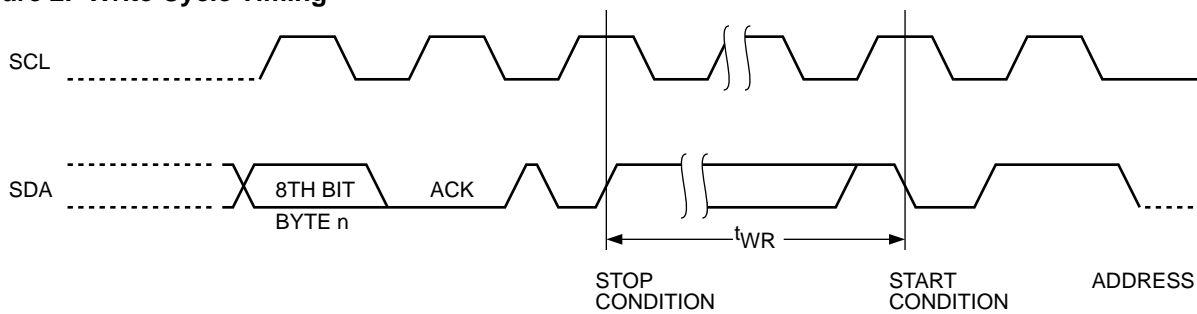 SCL
SDA
8TH BIT
ACK
BYTE n
tWR
STOP
CONDITION
START
CONDITION
ADDRESS